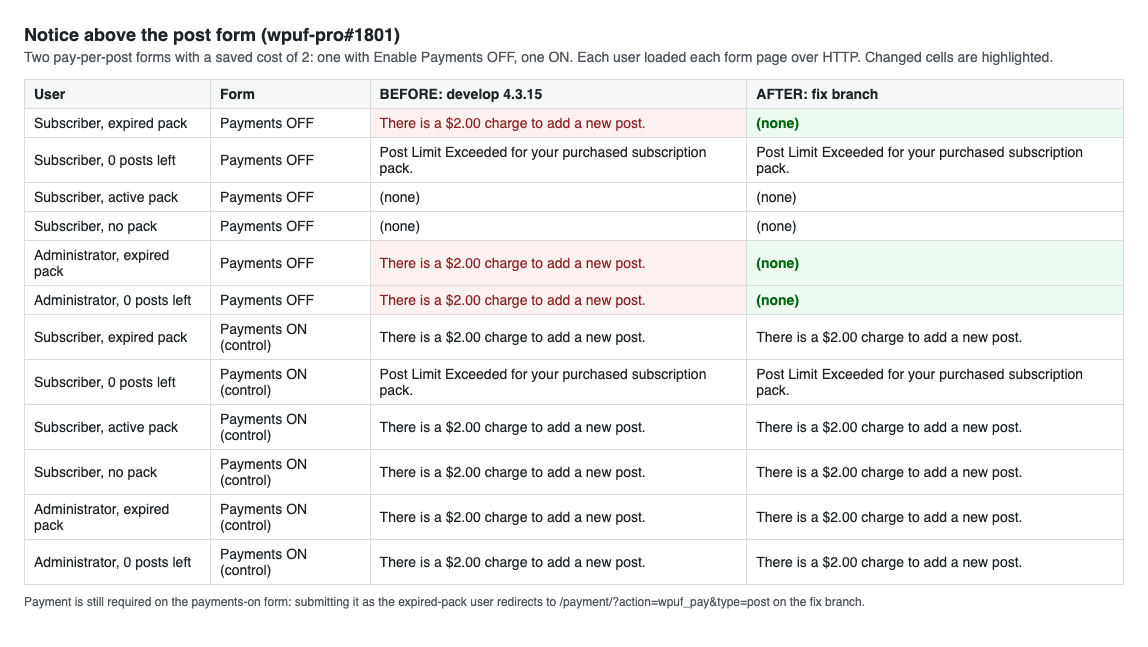 Notice above the post form (wpuf-pro#1801)
Two pay-per-post forms with a saved cost of 2: one with Enable Payments OFF, one ON. Each user loaded each form page over HTTP. Changed cells are highlighted.
User Form BEFORE: develop 4.3.15 AFTER: fix branch
Subscriber, expired pack Payments OFF There is a $2.00 charge to add a new post. (none)
Subscriber, 0 posts left Payments OFF Post Limit Exceeded for your purchased subscription Post Limit Exceeded for your purchased subscription
pack. pack.
Subscriber, active pack Payments OFF (none) (none)
Subscriber, no pack Payments OFF (none) (none)
Administrator, expired
pack Payments OFF There is a $2.00 charge to add a new post. (none)
Administrator, 0 posts left Payments OFF There is a $2.00 charge to add a new post. (none)
Subscriber, expired pack Payments ON There is a $2.00 charge to add a new post. There is a $2.00 charge to add a new post.
(control)
Subscriber, 0 posts left Payments ON Post Limit Exceeded for your purchased subscription Post Limit Exceeded for your purchased subscription
(control) pack. pack.
Subscriber, active pack Payments ON There is a $2.00 charge to add a new post. There is a $2.00 charge to add a new post.
(control)
Subscriber, no pack Payments ON There is a $2.00 charge to add a new post. There is a $2.00 charge to add a new post.
(control)
Administrator, expired Payments ON There is a $2.00 charge to add a new post. There is a $2.00 charge to add a new post.
pack (control)
Administrator, 0 posts left Payments ON There is a $2.00 charge to add a new post. There is a $2.00 charge to add a new post.
(control)
Payment is still required on the payments-on form: submitting it as the expired-pack user redirects to /payment/?action=wpuf_pay&type=post on the fix branch.